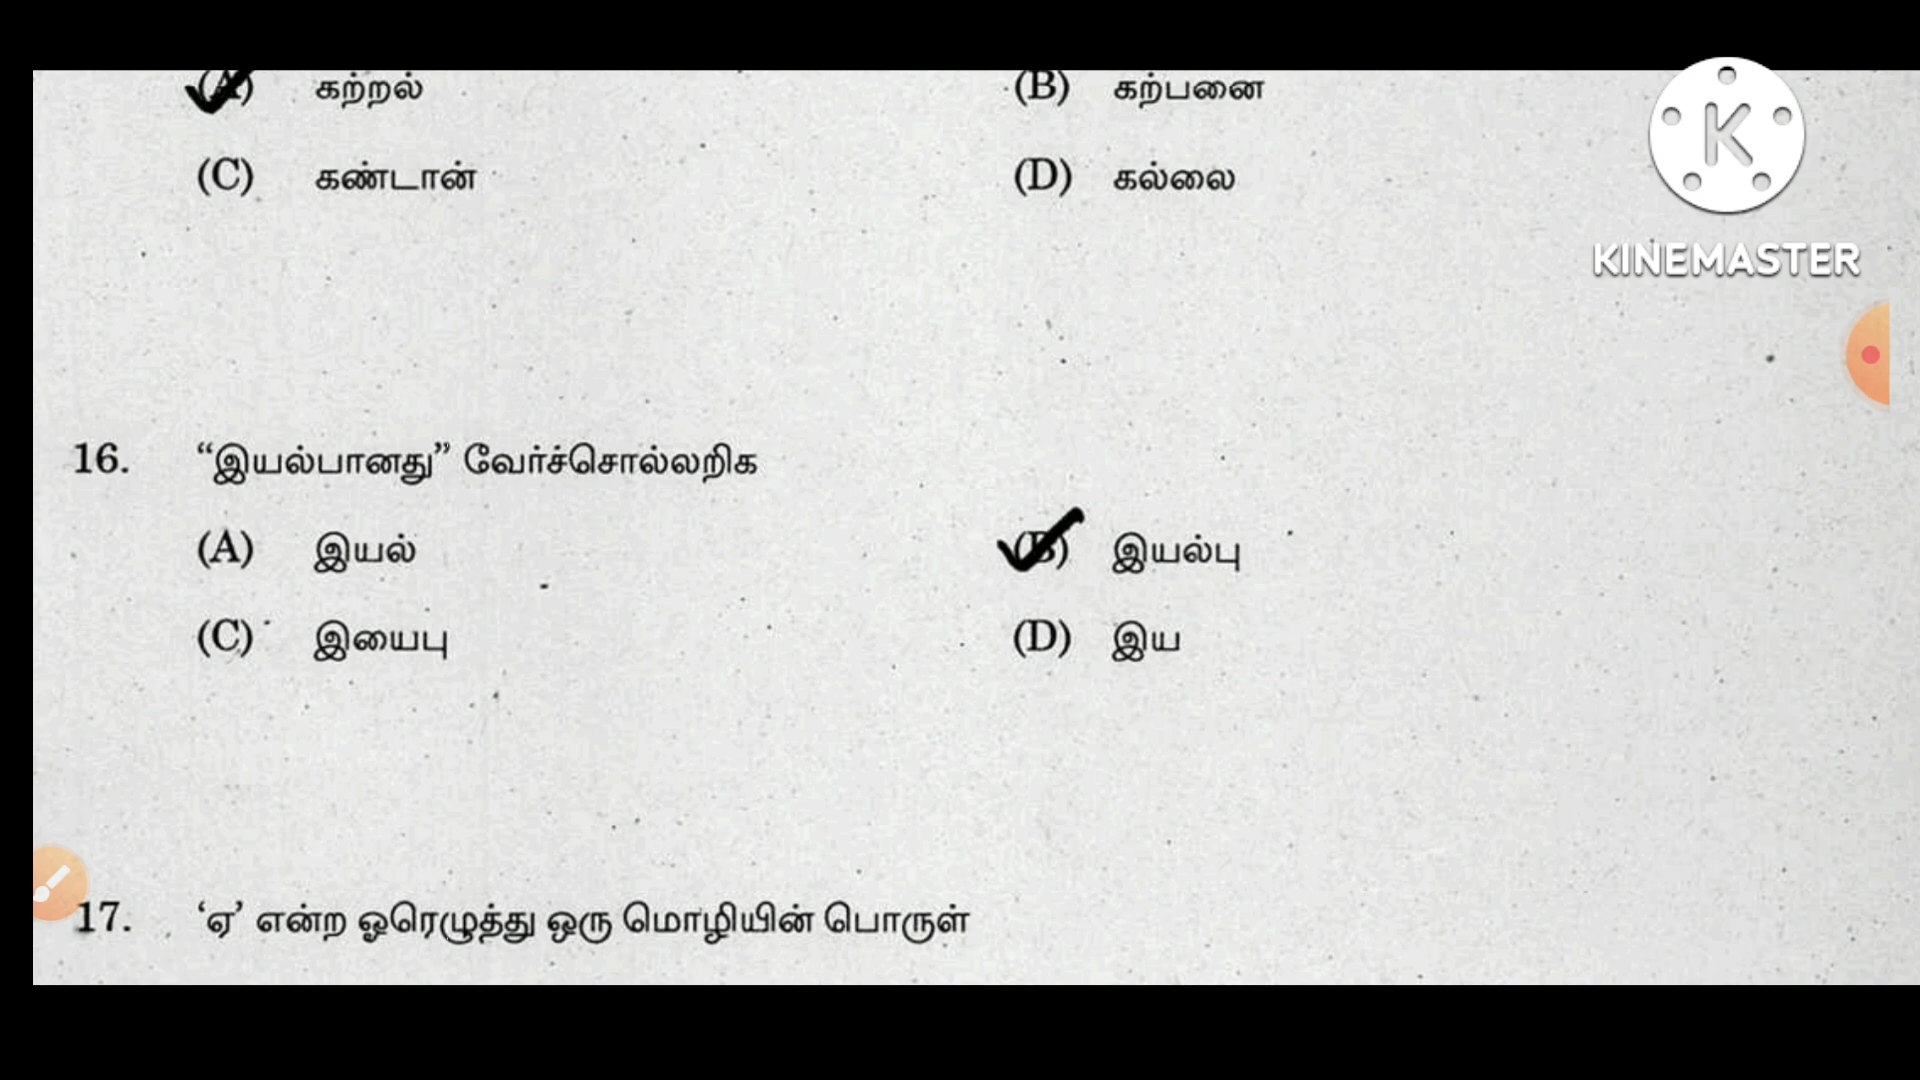 (A) கற்றல் (B) கற்பனை
(C) கண்டான் (D) கல்லை
K
KINEMASTER
16. “இயல்பானது” வேர்ச்சொல்லறிக
(A) இயல் (B) இயல்பு
(C) இயைபு (D) இய
17. ‘ஏ’ என்ற ஓரெழுத்து ஒரு மொழியின் பொருள்